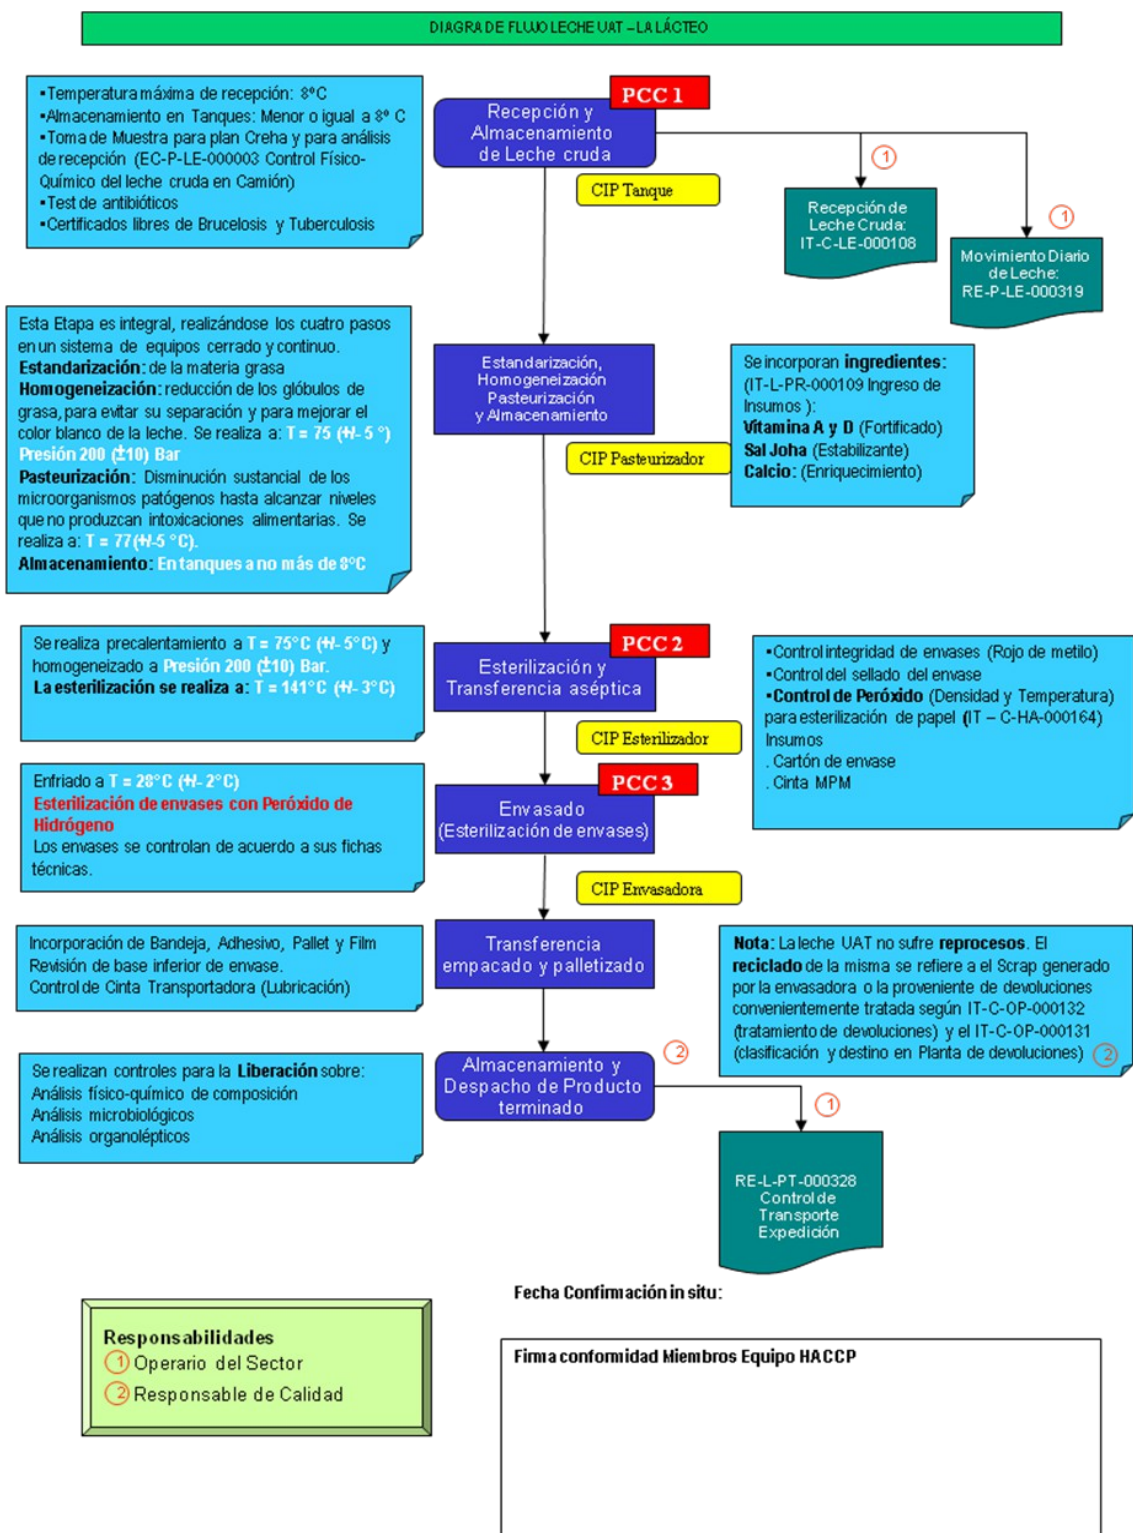 DIAGRA DE FLUJO LECHE UAT – LA LÁCTEO
▪Temperatura máxima de recepción: 8°C
▪Almacenamiento en Tanques: Menor o igual a 8° C
▪Toma de Muestra para plan Creha y para análisis
de recepción (EC-P-LE-000003 Control Físico-
Químico del leche cruda en Camión)
▪Test de antibióticos
▪Certificados libres de Brucelosis y Tuberculosis
PCC 1
Recepción y
Almacenamiento
de Leche cruda
CIP Tanque
1
Recepción de
Leche Cruda:
IT-C-LE-000108
1
Movimiento Diario
de Leche:
RE-P-LE-000319
Esta Etapa es integral, realizándose los cuatro pasos
en un sistema de equipos cerrado y continuo.
Estandarización: de la materia grasa
Homogeneización: reducción de los glóbulos de
grasa, para evitar su separación y para mejorar el
color blanco de la leche. Se realiza a: T = 75 (+/- 5 °)
Presión 200 (±10) Bar
Pasteurización: Disminución sustancial de los
microorganismos patógenos hasta alcanzar niveles
que no produzcan intoxicaciones alimentarias. Se
realiza a: T = 77(+/-5 °C).
Almacenamiento: En tanques a no más de 8°C
Estandarización,
Homogeneización
Pasteurización
y Almacenamiento
CIP Pasteurizador
Se incorporan ingredientes:
(IT-L-PR-000109 Ingreso de
Insumos ):
Vitamina A y D (Fortificado)
Sal Joha (Estabilizante)
Calcio: (Enriquecimiento)
Se realiza precalentamiento a T = 75°C (+/- 5°C) y
homogeneizado a Presión 200 (±10) Bar.
La esterilización se realiza a: T = 141°C (+/- 3°C)
PCC 2
Esterilización y
Transferencia aséptica
CIP Esterilizador
▪Control integridad de envases (Rojo de metilo)
▪Control del sellado del envase
▪Control de Peróxido (Densidad y Temperatura)
para esterilización de papel (IT – C-HA-000164)
Insumos
. Cartón de envase
. Cinta MPM
Enfriado a T = 28°C (+/- 2°C)
Esterilización de envases con Peróxido de
Hidrógeno
Los envases se controlan de acuerdo a sus fichas
técnicas.
PCC 3
Envasado
(Esterilización de envases)
CIP Envasadora
Incorporación de Bandeja, Adhesivo, Pallet y Film
Revisión de base inferior de envase.
Control de Cinta Transportadora (Lubricación)
Transferencia
empacado y palletizado
Nota: La leche UAT no sufre reprocesos. El
reciclado de la misma se refiere a el Scrap generado
por la envasadora o la proveniente de devoluciones
convenientemente tratada según IT-C-OP-000132
(tratamiento de devoluciones) y el IT-C-OP-000131
(clasificación y destino en Planta de devoluciones) 2
Se realizan controles para la Liberación sobre:
Análisis físico-químico de composición
Análisis microbiológicos
Análisis organolépticos
Almacenamiento y
Despacho de Producto
terminado
2
1
RE-L-PT-000328
Control de
Transporte
Expedición
Fecha Confirmación in situ:
Responsabilidades
1 Operario del Sector
2 Responsable de Calidad
Firma conformidad Miembros Equipo HACCP